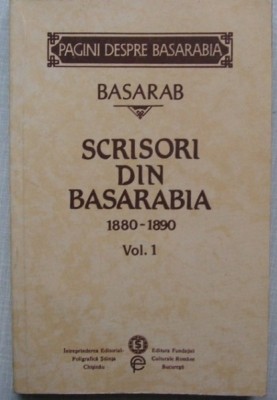 PAGINI DESPRE BASARABIA
BASARAB
SCRISORI
DIN
BASARABIA
1880-1890
Vol. 1
Întreprinderea Editorial-
Poligrafică Știința
Chișinău
Editura Fundației
Culturale Române
București